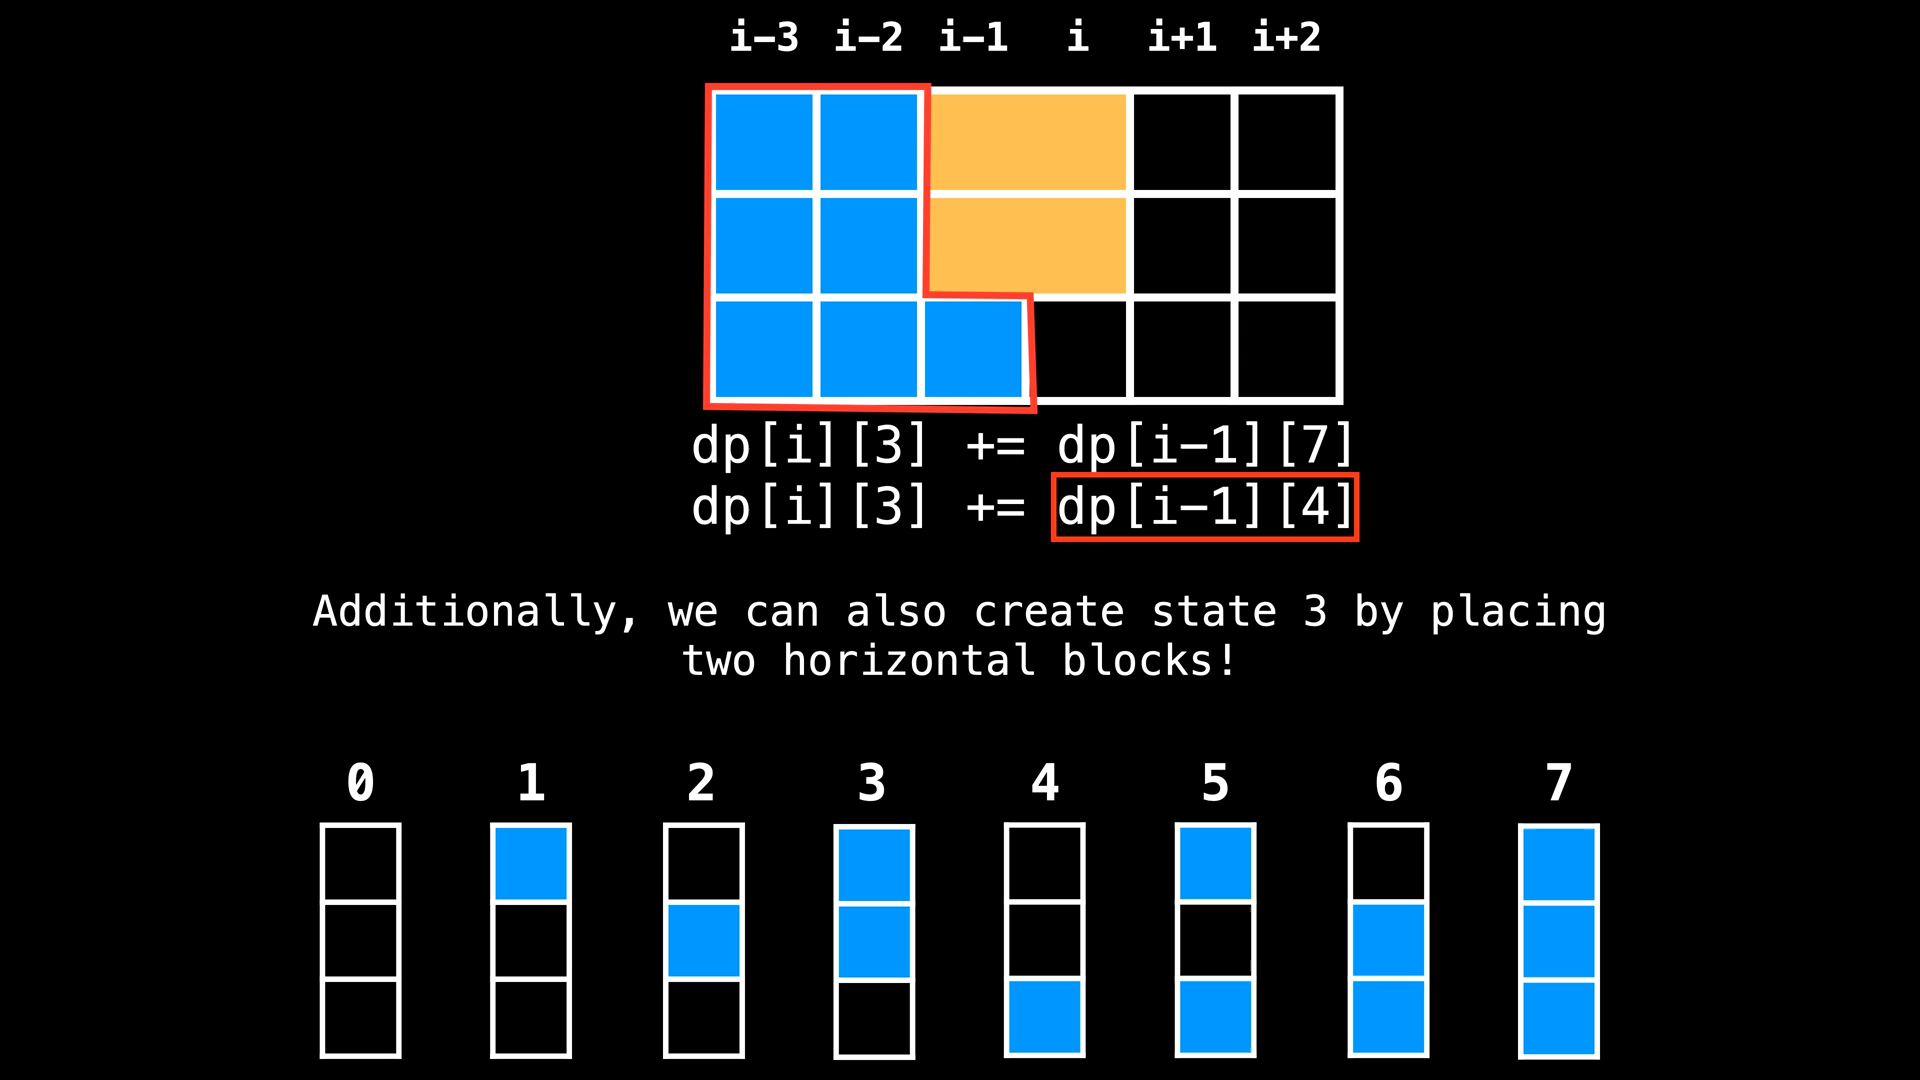 i−3 i−2 i−1 i i+1 i+2
dp[i][3] += dp[i−1][7]
dp[i][3] += dp[i−1][4]
Additionally, we can also create state 3 by placing
two horizontal blocks!
0 1 2 3 4 5 6 7